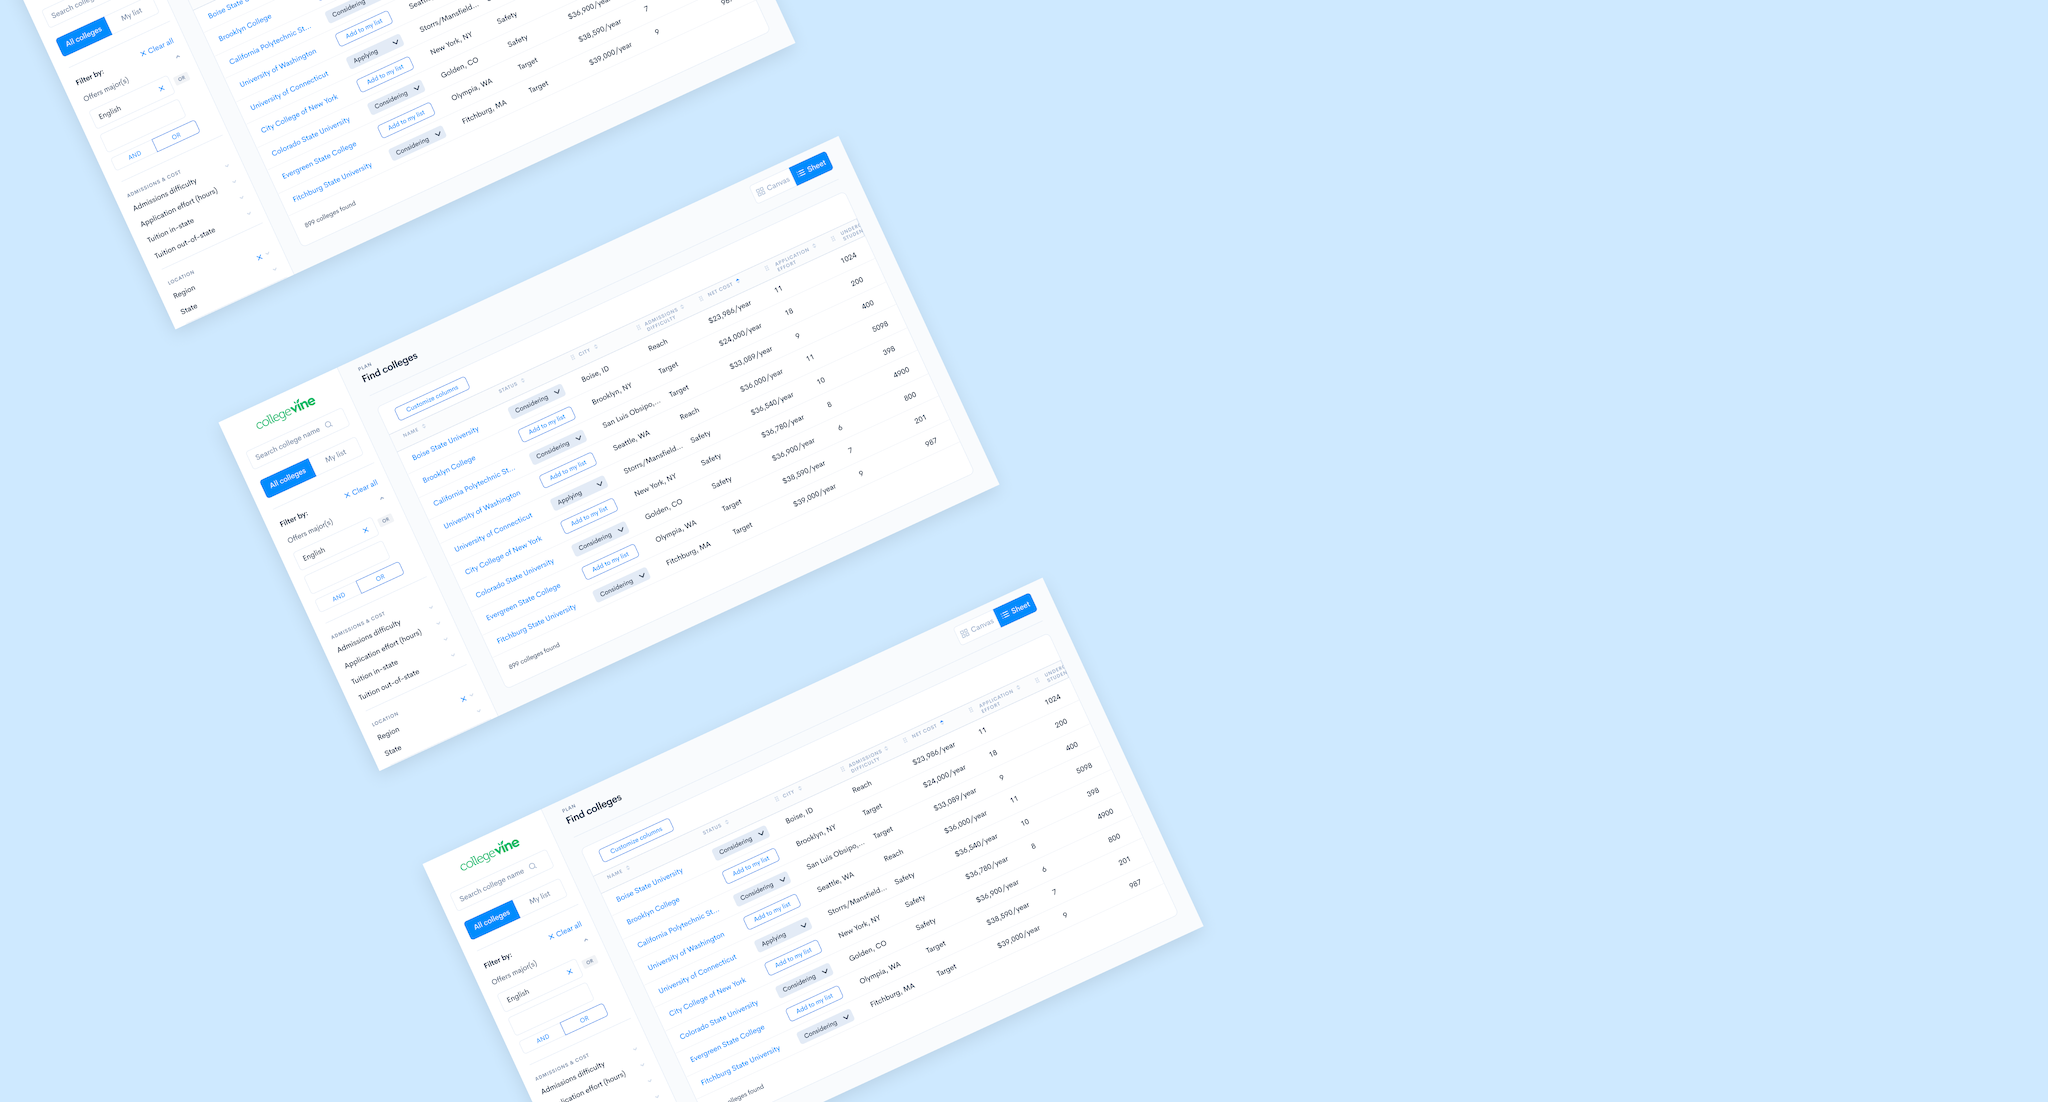 Search colle
All colleges My list
Clear all
Filter by:
Offers major(s)
English
OR
AND OR
ADMISSIONS & COST
Admissions difficulty
Application effort (hours)
Tuition in-state
Tuition out-of-state
LOCATION
Region
State
Boise State
Brooklyn College Considering
California Polytechnic St... Add to my list Storrs/Mansfield... Safety $36,900/year 7
University of Washington Applying New York, NY Safety $38,590/year 9
University of Connecticut Add to my list Golden, CO Target $39,000/year
City College of New York Considering Olympia, WA Target
Colorado State University Add to my list Fitchburg, MA
Evergreen State College Considering
Fitchburg State University
899 colleges found
collegevine
Search college name
All colleges My list
Clear all
Filter by:
Offers major(s)
English
OR
AND OR
ADMISSIONS & COST
Admissions difficulty
Application effort (hours)
Tuition in-state
Tuition out-of-state
LOCATION
Region
State
PLAN
Find colleges
Canvas Sheet
Customize columns
NAME STATUS CITY ADMISSIONS DIFFICULTY NET COST APPLICATION EFFORT
Boise State University Considering Boise, ID Reach $23,986/year 11 1024
Brooklyn College Add to my list Brooklyn, NY Target $24,000/year 18 200
California Polytechnic St... Considering San Luis Obsipo,... Target $33,089/year 9 400
University of Washington Add to my list Seattle, WA Reach $36,000/year 11 5098
University of Connecticut Applying Storrs/Mansfield... Safety $36,540/year 10 398
City College of New York Add to my list New York, NY Safety $36,780/year 8 4900
Colorado State University Considering Golden, CO Safety $36,900/year 6 800
Evergreen State College Add to my list Olympia, WA Target $38,590/year 7 201
Fitchburg State University Considering Fitchburg, MA Target $39,000/year 9 987
899 colleges found
collegevine
Search college name
All colleges My list
Clear all
Filter by:
Offers major(s)
English
OR
AND OR
ADMISSIONS & COST
Admissions difficulty
lication effort (hours)
PLAN
Find colleges
Canvas Sheet
Customize columns
NAME STATUS CITY ADMISSIONS DIFFICULTY NET COST APPLICATION EFFORT
Boise State University Considering Boise, ID Reach $23,986/year 11 1024
Brooklyn College Add to my list Brooklyn, NY Target $24,000/year 18 200
California Polytechnic St... Considering San Luis Obsipo,... Target $33,089/year 9 400
University of Washington Add to my list Seattle, WA Reach $36,000/year 11 5098
University of Connecticut Applying Storrs/Mansfield... Safety $36,540/year 10 398
City College of New York Add to my list New York, NY Safety $36,780/year 8 4900
Colorado State University Considering Golden, CO Safety $36,900/year 6 800
Evergreen State College Add to my list Olympia, WA Target $38,590/year 7 201
Fitchburg State University Considering Fitchburg, MA Target $39,000/year 9 987
lleges found